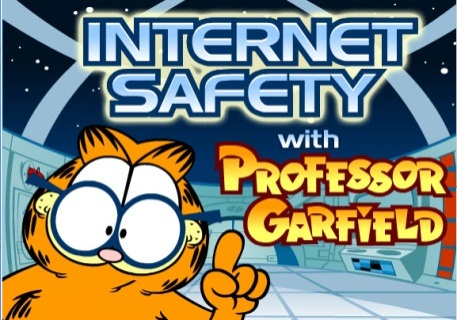 INTERNET
SAFETY
with
PROFESSOR
GARFIELD